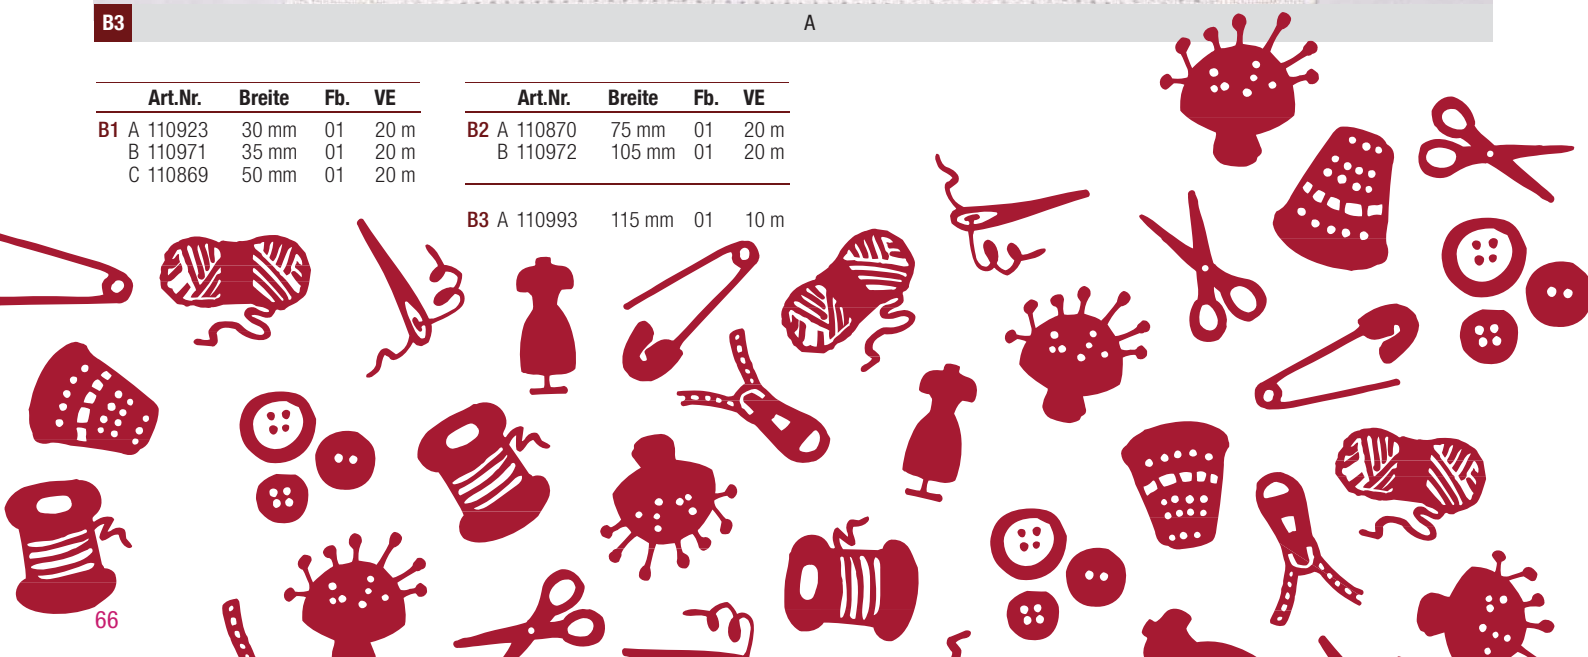 B3 A
Art.Nr. Breite Fb. VE
B1 A 110923 30 mm 01 20 m
B 110971 35 mm 01 20 m
C 110869 50 mm 01 20 m
Art.Nr. Breite Fb. VE
B2 A 110870 75 mm 01 20 m
B 110972 105 mm 01 20 m
B3 A 110993 115 mm 01 10 m
66